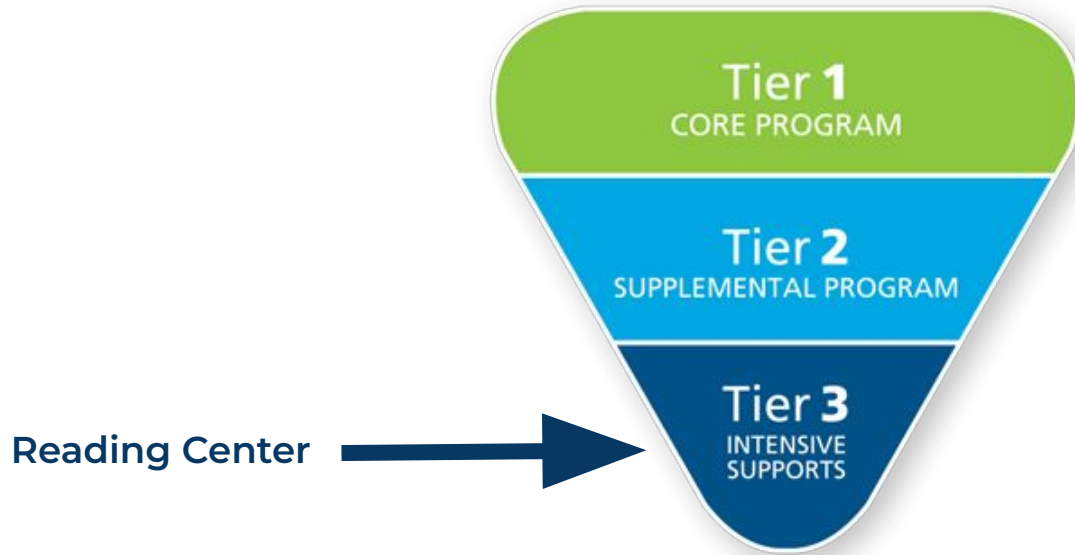 Tier 1
CORE PROGRAM
Tier 2
SUPPLEMENTAL PROGRAM
Tier 3
INTENSIVE
SUPPORTS
Reading Center